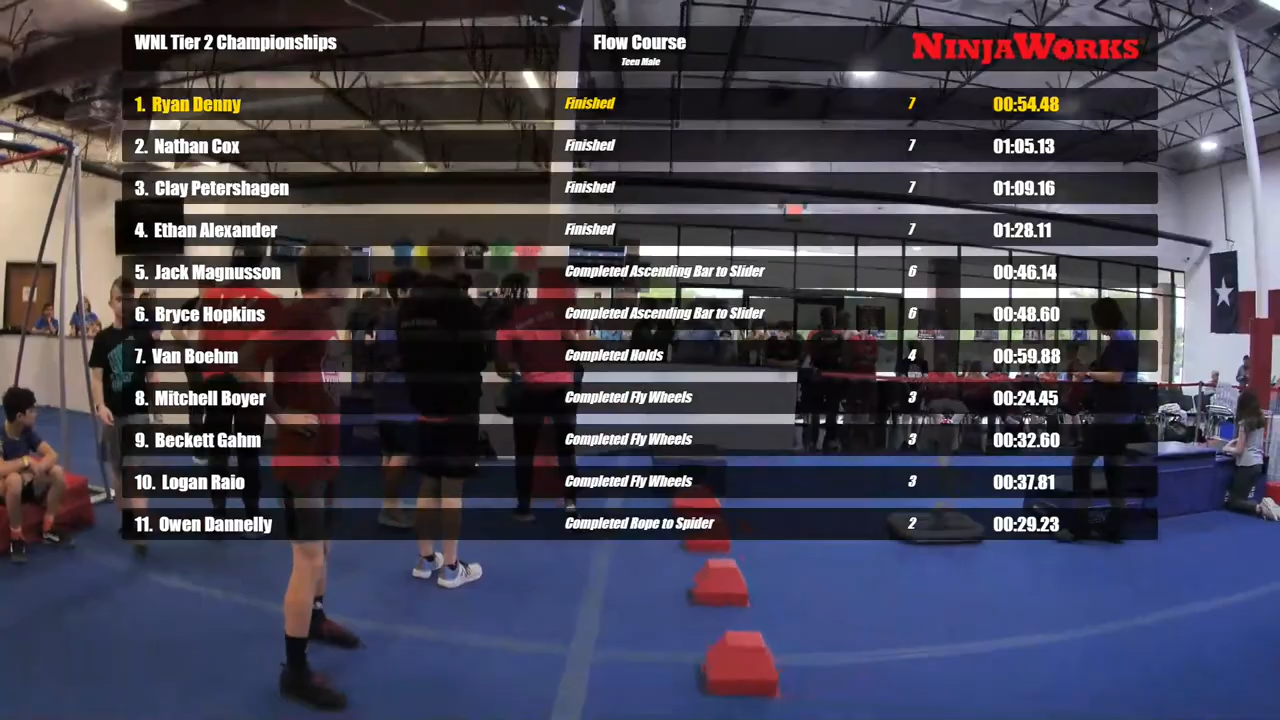 WNL Tier 2 Championships Flow Course NINJAWORKS
Teen Male
1. Ryan Denny Finished 7 00:54.48
2. Nathan Cox Finished 7 01:05.13
3. Clay Petershagen Finished 7 01:09.16
4. Ethan Alexander Finished 7 01:28.11
5. Jack Magnusson Completed Ascending Bar to Slider 6 00:46.14
6. Bryce Hopkins Completed Ascending Bar to Slider 6 00:48.60
7. Van Boehm Completed Holds 4 00:59.88
8. Mitchell Boyer Completed Fly Wheels 3 00:24.45
9. Beckett Gahm Completed Fly Wheels 3 00:32.60
10. Logan Raio Completed Fly Wheels 3 00:37.81
11. Owen Dannelly Completed Rope to Spider 2 00:29.23